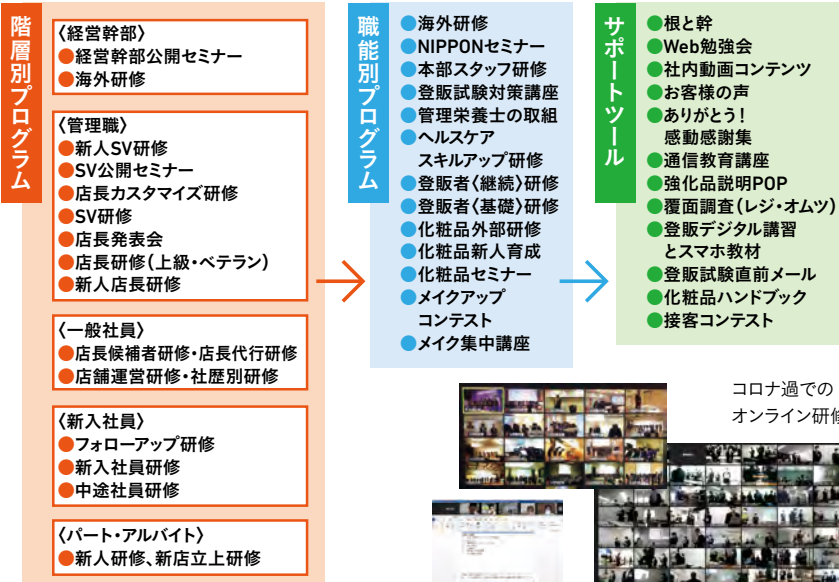 階層別プログラム
〈経営幹部〉
●経営幹部公開セミナー
●海外研修
〈管理職〉
●新人SV研修
●SV公開セミナー
●店長カスタマイズ研修
●SV研修
●店長発表会
●店長研修（上級・ベテラン）
●新人店長研修
〈一般社員〉
●店長候補者研修・店長代行研修
●店舗運営研修・社歴別研修
〈新入社員〉
●フォローアップ研修
●新入社員研修
●中途社員研修
〈パート・アルバイト〉
●新人研修、新店立上研修
職能別プログラム
●海外研修
●NIPPONセミナー
●本部スタッフ研修
●登販試験対策講座
●管理栄養士の取組
●ヘルスケア
スキルアップ研修
●登販者〈継続〉研修
●登販者〈基礎〉研修
●化粧品外部研修
●化粧品新人育成
●化粧品セミナー
●メイクアップ
コンテスト
●メイク集中講座
サポートツール
●根と幹
●Web勉強会
●社内動画コンテンツ
●お客様の声
●ありがとう！
感動感謝集
●通信教育講座
●強化品説明POP
●覆面調査（レジ・オムツ）
●登販デジタル講習
とスマホ教材
●登販試験直前メール
●化粧品ハンドブック
●接客コンテスト
コロナ過での
オンライン研修